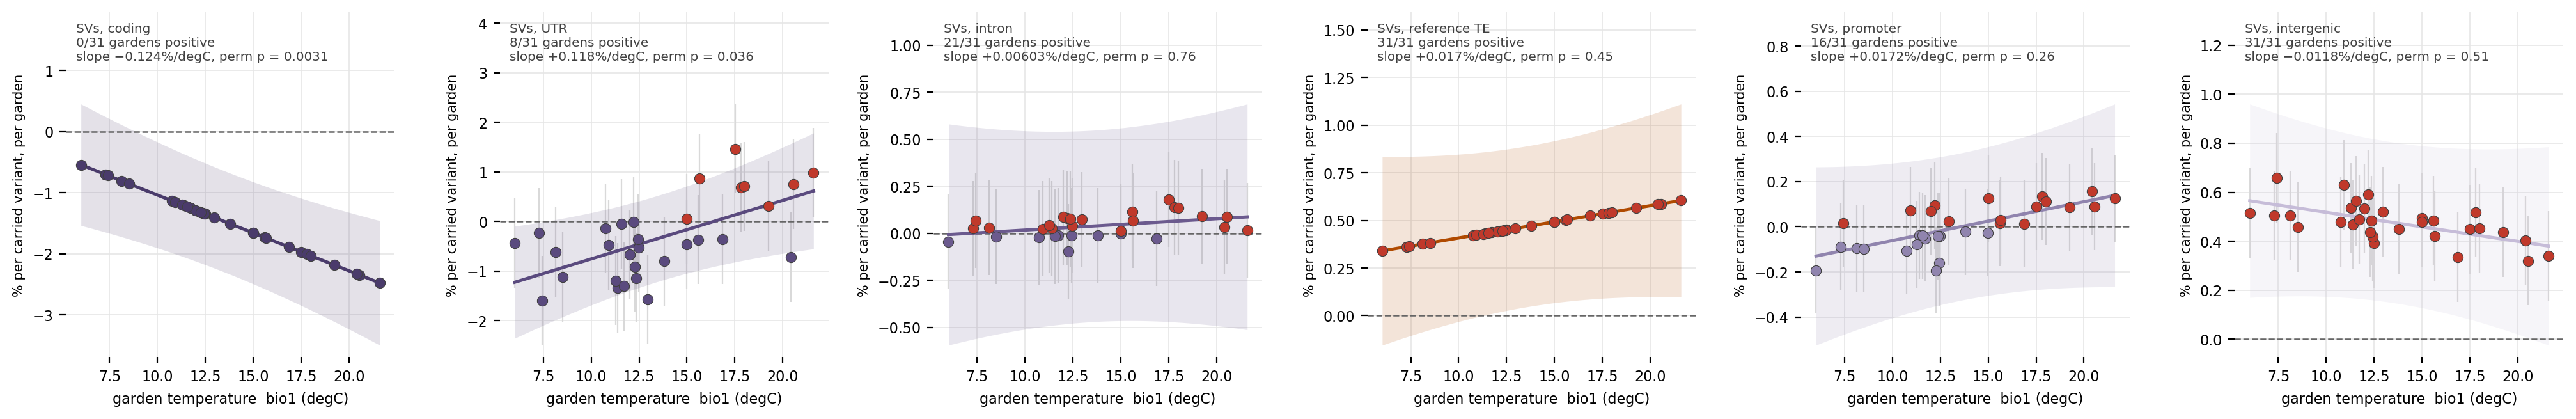 SVs, coding
0/31 gardens positive
slope −0.124%/degC, perm p = 0.0031
% per carried variant, per garden
1
0
−1
−2
−3
7.5 10.0 12.5 15.0 17.5 20.0
garden temperature bio1 (degC)
SVs, UTR
8/31 gardens positive
slope +0.118%/degC, perm p = 0.036
% per carried variant, per garden
4
3
2
1
0
−1
−2
7.5 10.0 12.5 15.0 17.5 20.0
garden temperature bio1 (degC)
SVs, intron
21/31 gardens positive
slope +0.00603%/degC, perm p = 0.76
% per carried variant, per garden
1.00
0.75
0.50
0.25
0.00
−0.25
−0.50
7.5 10.0 12.5 15.0 17.5 20.0
garden temperature bio1 (degC)
SVs, reference TE
31/31 gardens positive
slope +0.017%/degC, perm p = 0.45
% per carried variant, per garden
1.50
1.25
1.00
0.75
0.50
0.25
0.00
7.5 10.0 12.5 15.0 17.5 20.0
garden temperature bio1 (degC)
SVs, promoter
16/31 gardens positive
slope +0.0172%/degC, perm p = 0.26
% per carried variant, per garden
0.8
0.6
0.4
0.2
0.0
−0.2
−0.4
7.5 10.0 12.5 15.0 17.5 20.0
garden temperature bio1 (degC)
SVs, intergenic
31/31 gardens positive
slope −0.0118%/degC, perm p = 0.51
% per carried variant, per garden
1.2
1.0
0.8
0.6
0.4
0.2
0.0
7.5 10.0 12.5 15.0 17.5 20.0
garden temperature bio1 (degC)